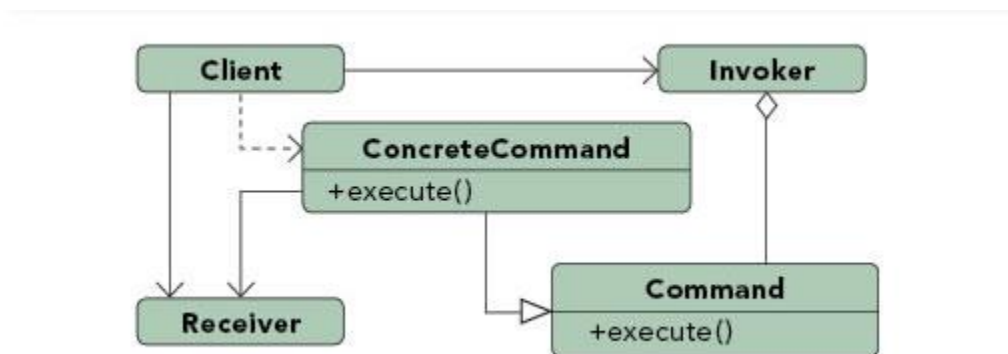 Client
Invoker
ConcreteCommand
+execute()
Command
Receiver
+execute()